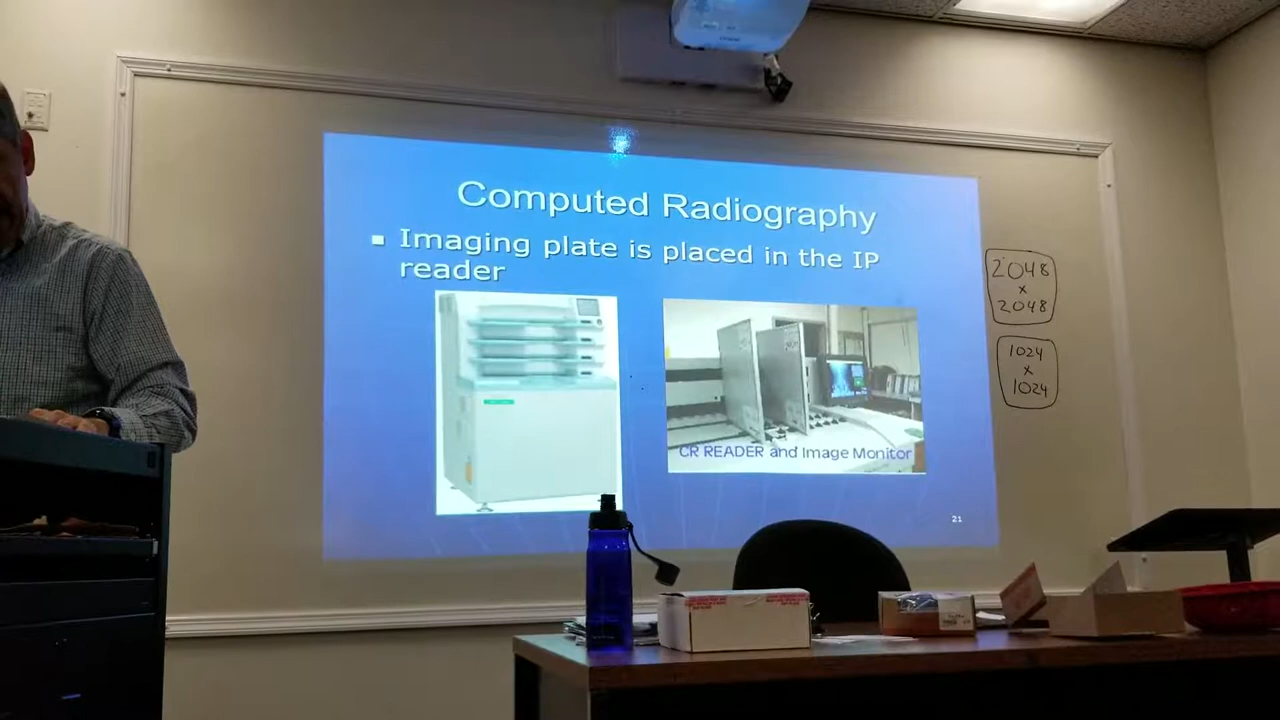 Computed Radiography
Imaging plate is placed in the IP
reader
CR READER and Image Monitor
21
2048
x
2048
1024
x
1024